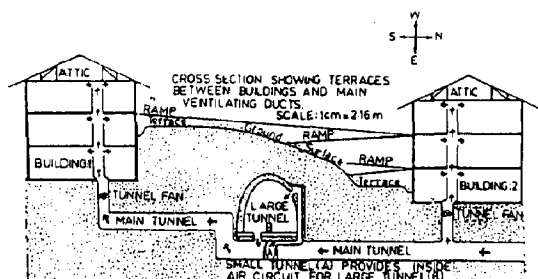 W
S N
E
ATTIC
CROSS SECTION SHOWING TERRACES
BETWEEN BUILDINGS AND MAIN
VENTILATING DUCTS.
SCALE:1cm=2·16 m
ATTIC
RAMP
Terrace
Ground Surface
RAMP
RAMP
Terrace
BUILDING:1
BUILDING:2
TUNNEL FAN
LARGE
TUNNEL
TUNNEL FAN
MAIN TUNNEL
MAIN TUNNEL
SMALL TUNNEL(A) PROVIDES INSIDE
AIR CIRCUIT FOR LARGE TUNNEL(B)